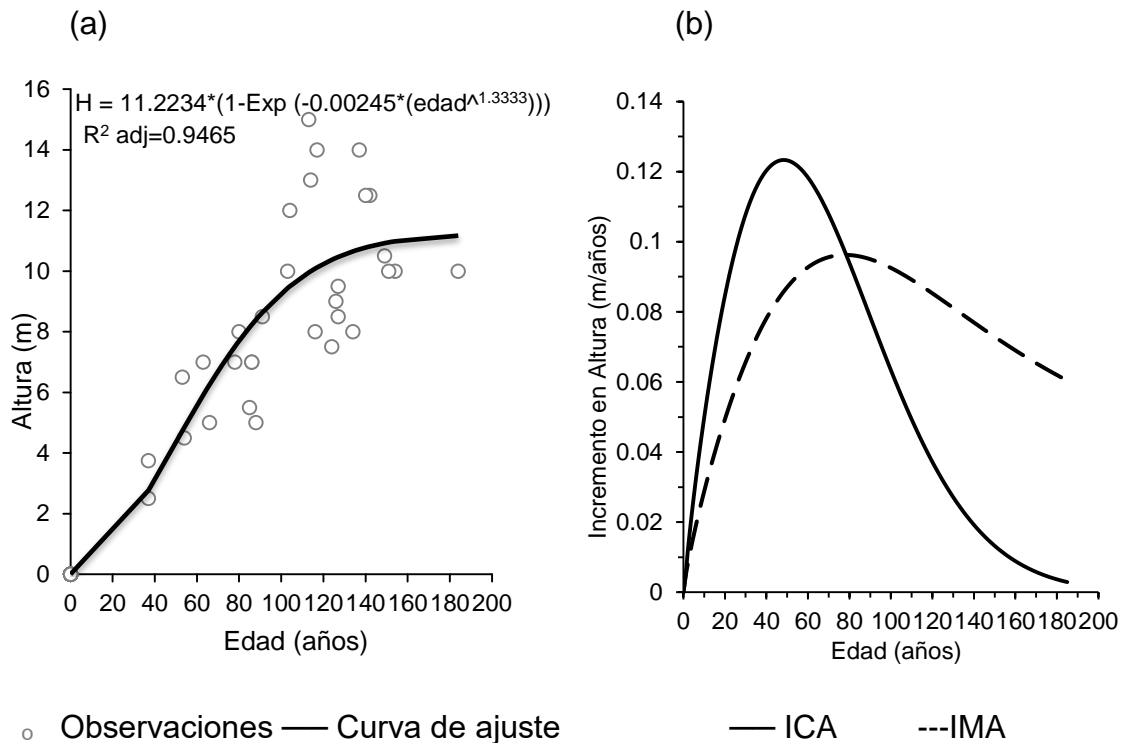 (a)
H = 11.2234*(1-Exp (-0.00245*(edad^1.3333)))
R² adj=0.9465
Altura (m)
16
14
12
10
8
6
4
2
0
0 20 40 60 80 100 120 140 160 180 200
Edad (años)
(b)
Incremento en Altura (m/años)
0.14
0.12
0.1
0.08
0.06
0.04
0.02
0
0 20 40 60 80 100 120 140 160 180 200
Edad (años)
Observaciones Curva de ajuste
ICA IMA